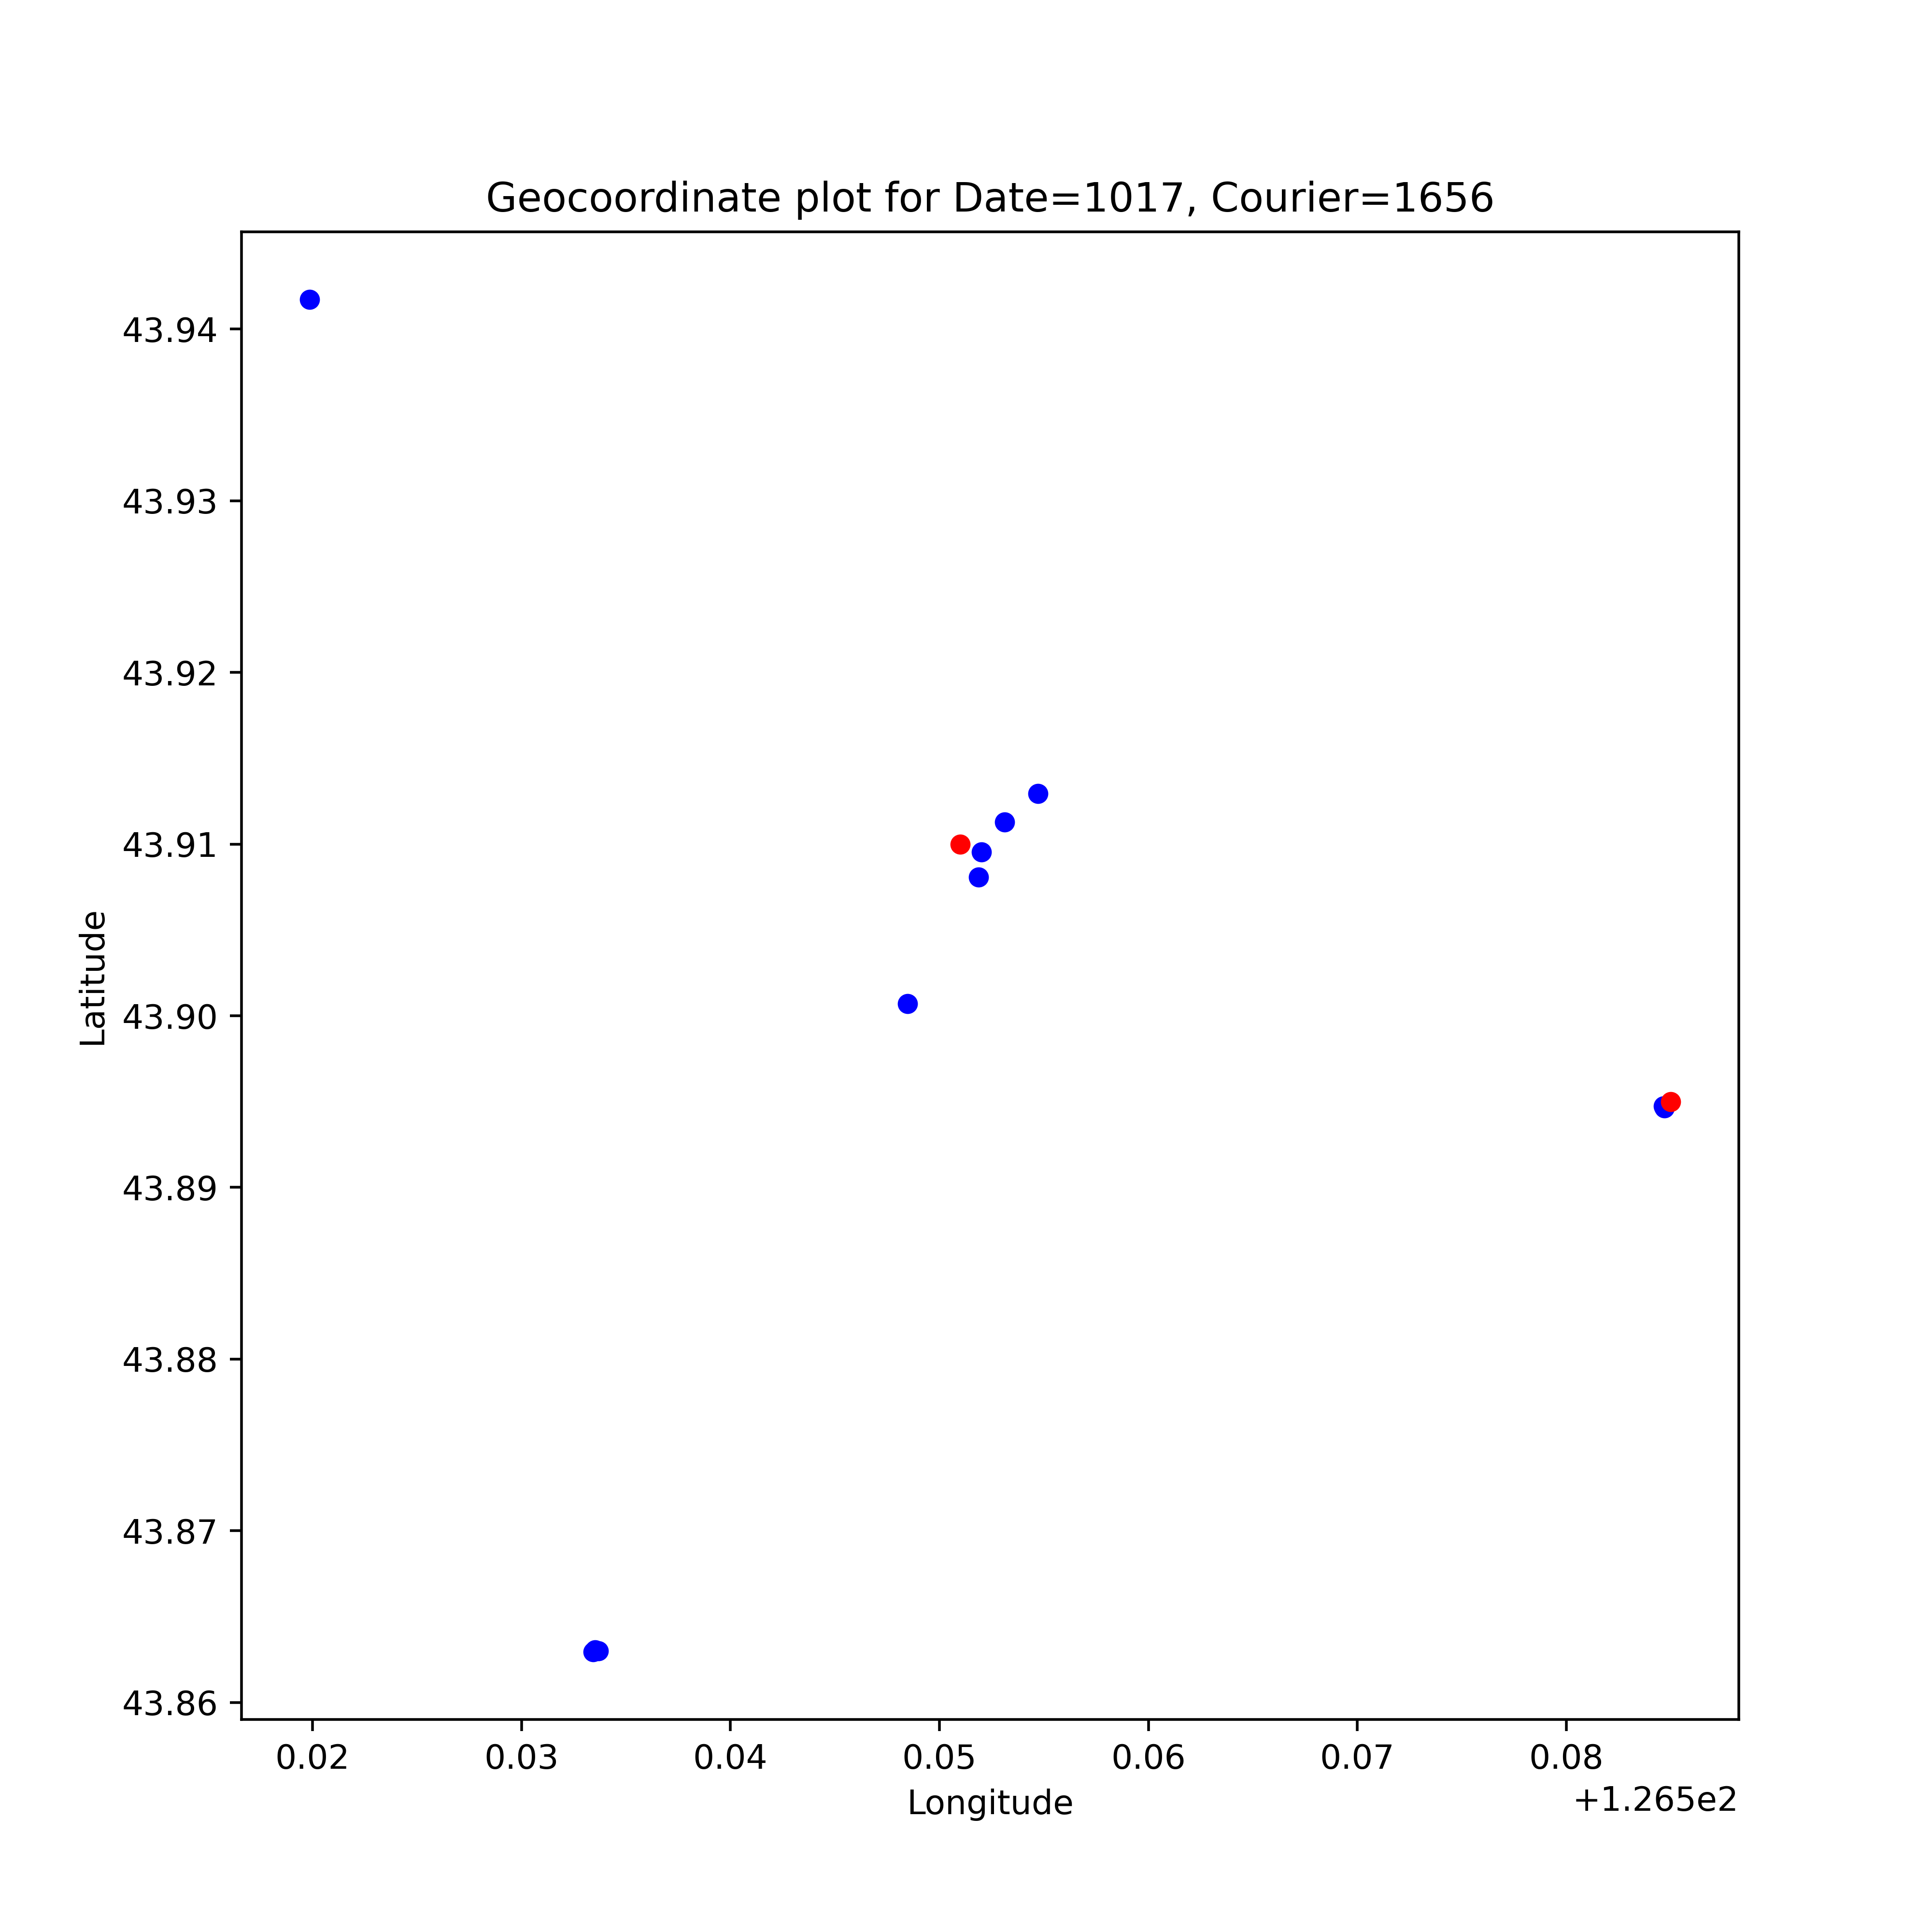 Geocoordinate plot for Date=1017, Courier=1656
43.94
43.93
43.92
43.91
43.90
43.89
43.88
43.87
43.86
Latitude
0.02 0.03 0.04 0.05 0.06 0.07 0.08
+1.265e2
Longitude